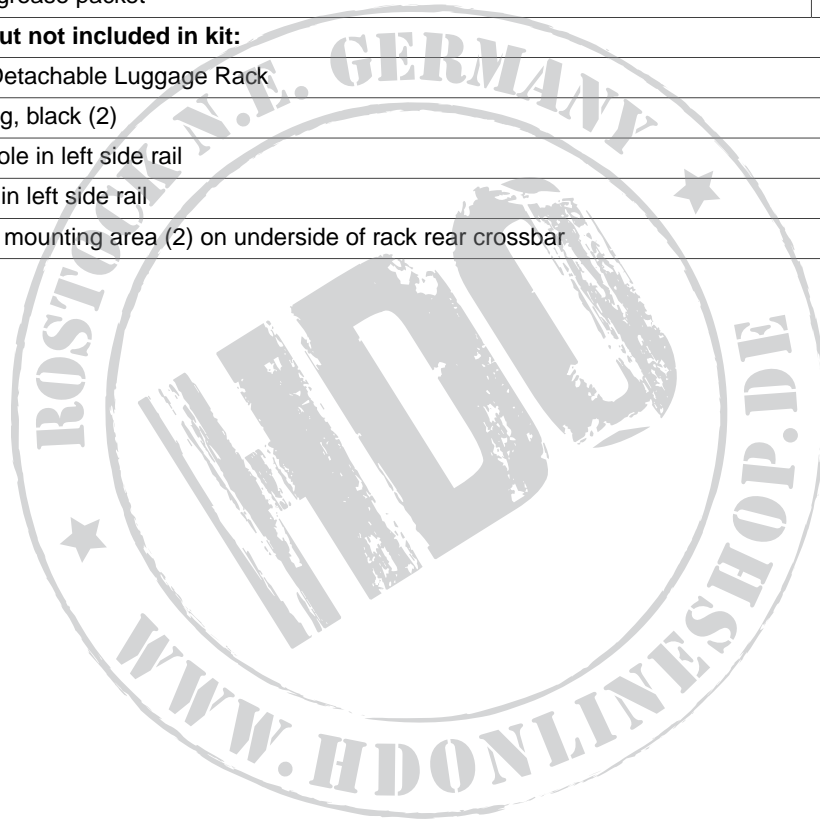 grease packet
ut not included in kit:
Detachable Luggage Rack
g, black (2)
ole in left side rail
in left side rail
mounting area (2) on underside of rack rear crossbar
ROSTOCK N.E. GERMANY
HDO
WWW.HDONLINESHOP.DE